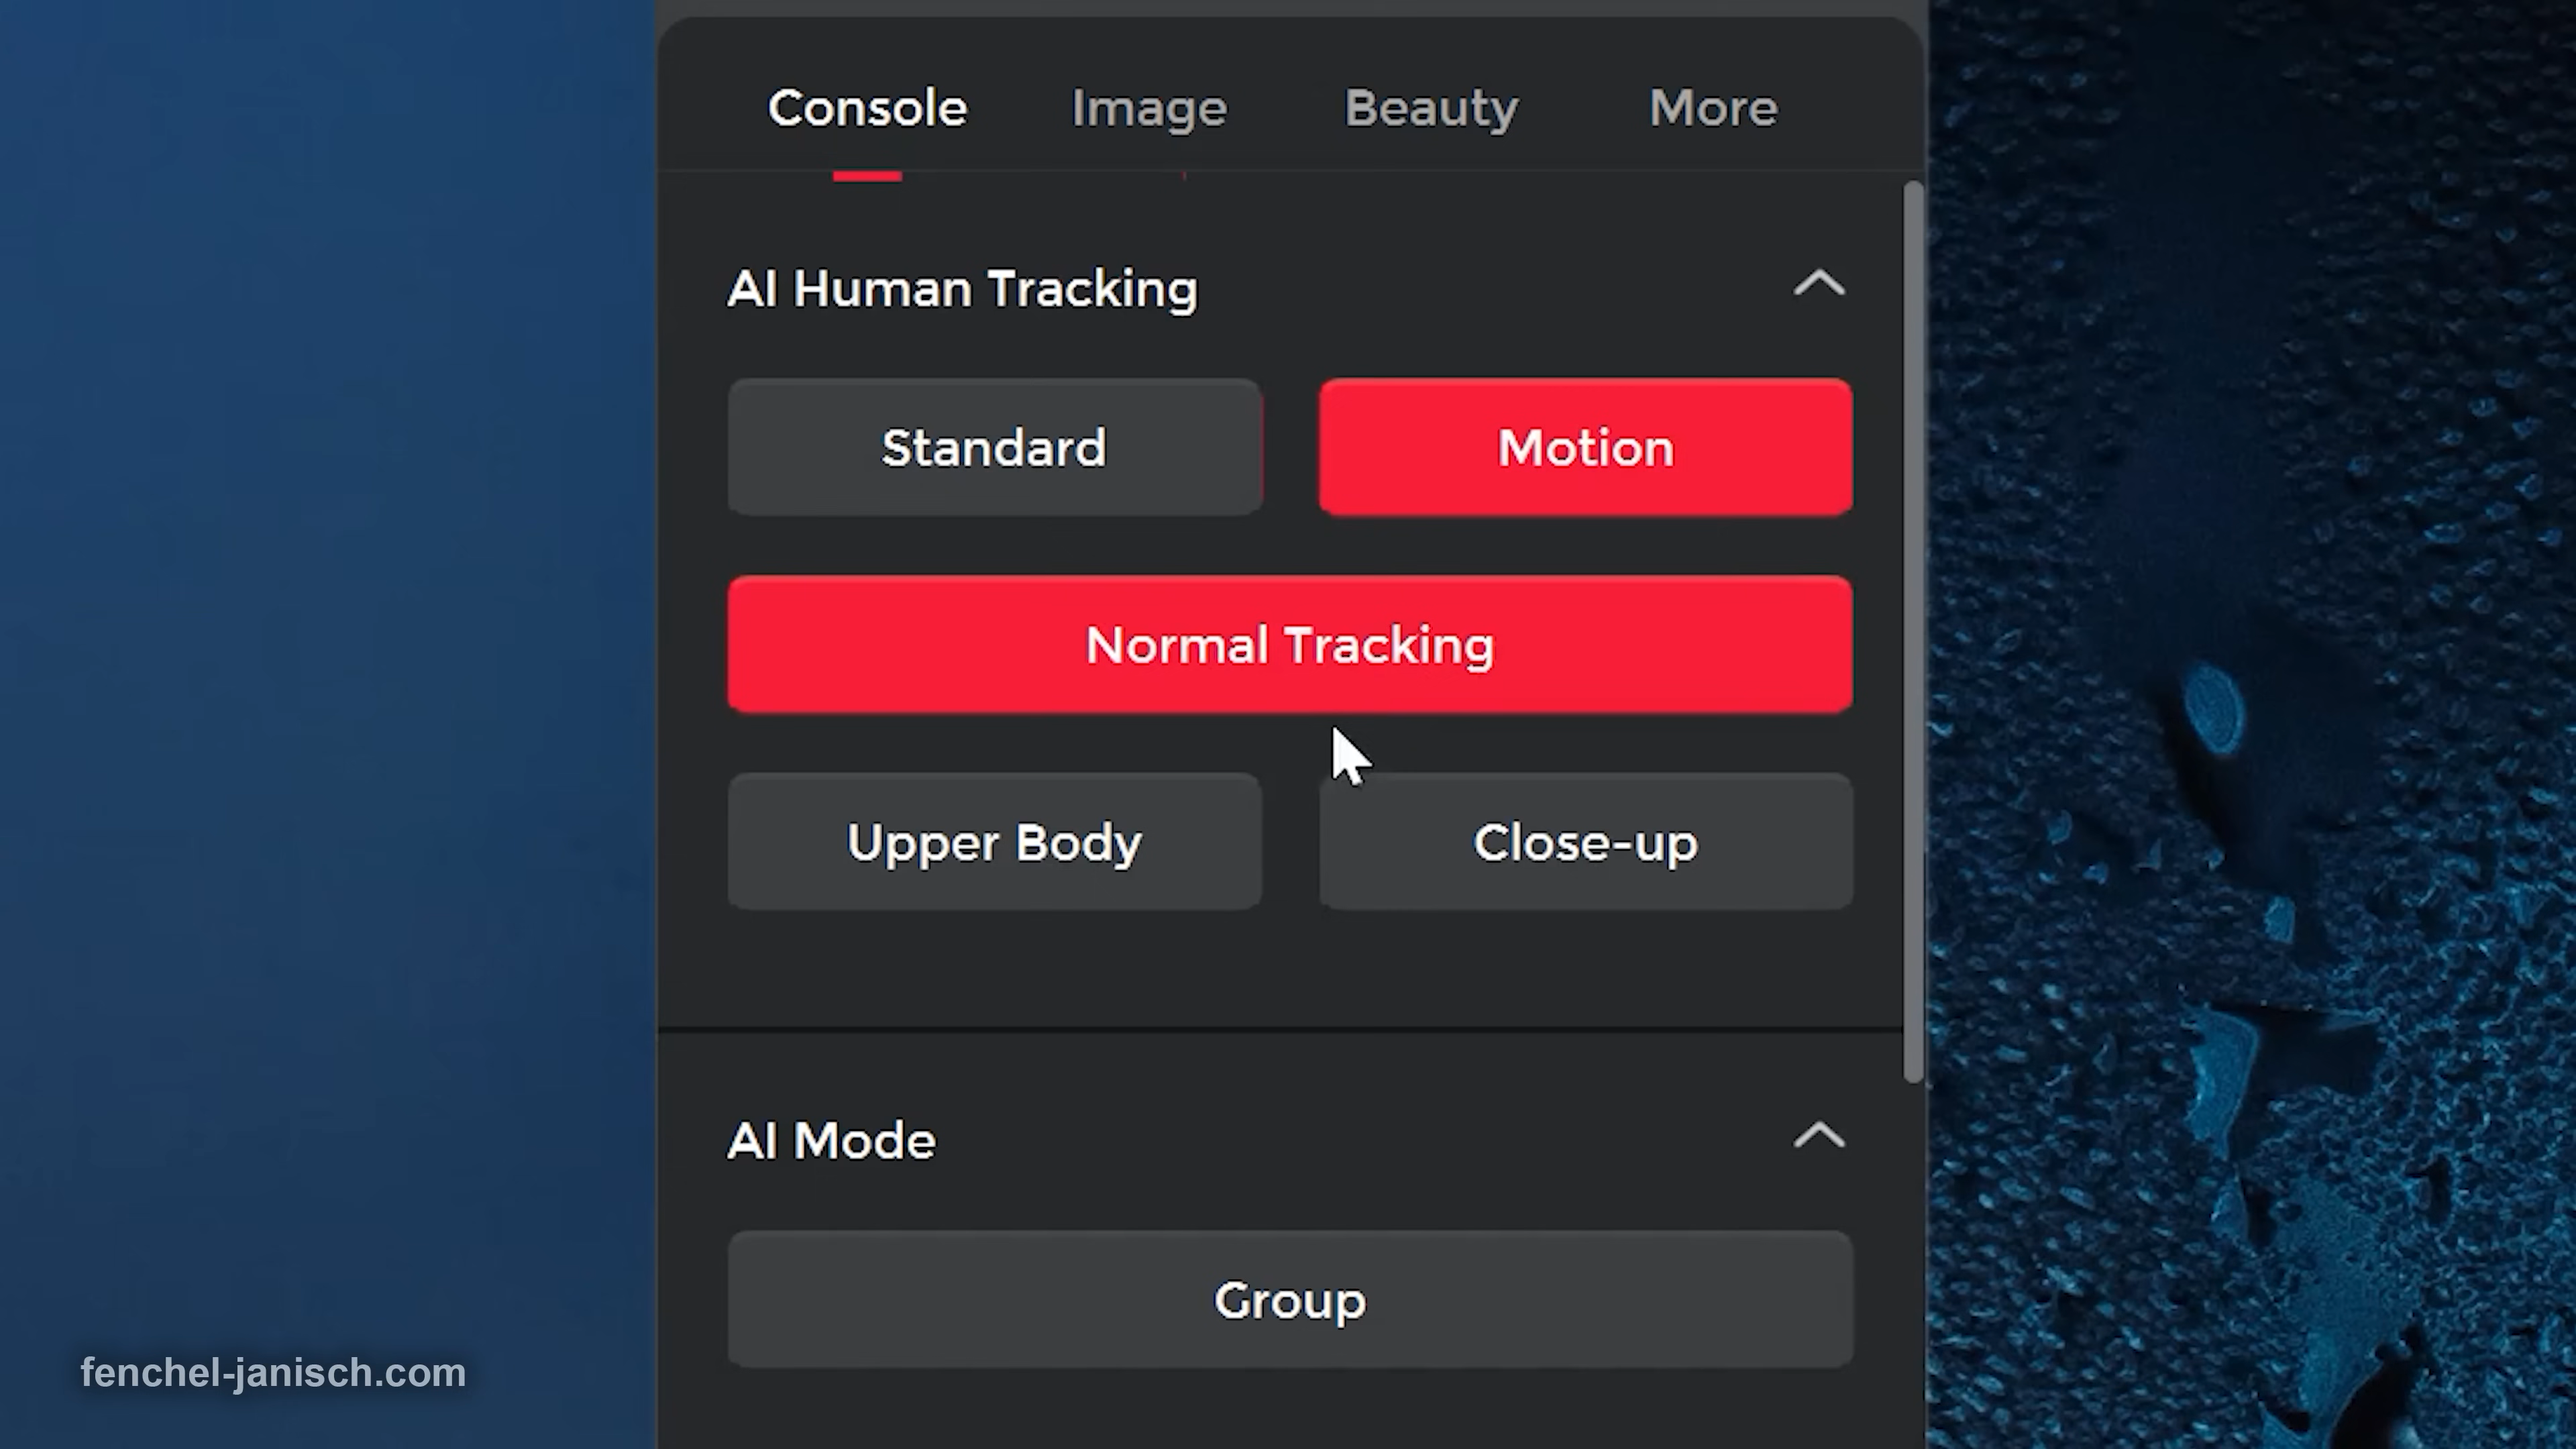 Console Image Beauty More
AI Human Tracking
Standard Motion
Normal Tracking
Upper Body Close-up
AI Mode
Group
fenchel-janisch.com